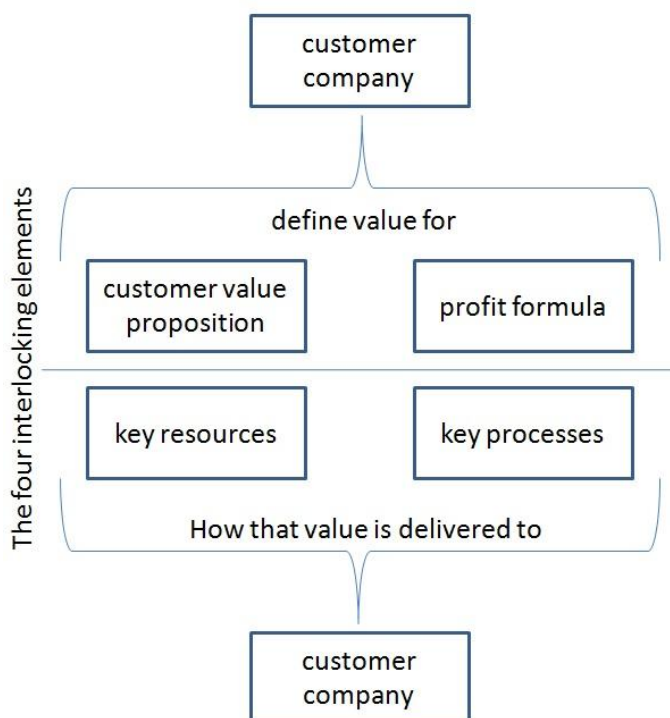 customer
company
define value for
customer value
proposition
profit formula
The four interlocking elements
key resources
key processes
How that value is delivered to
customer
company